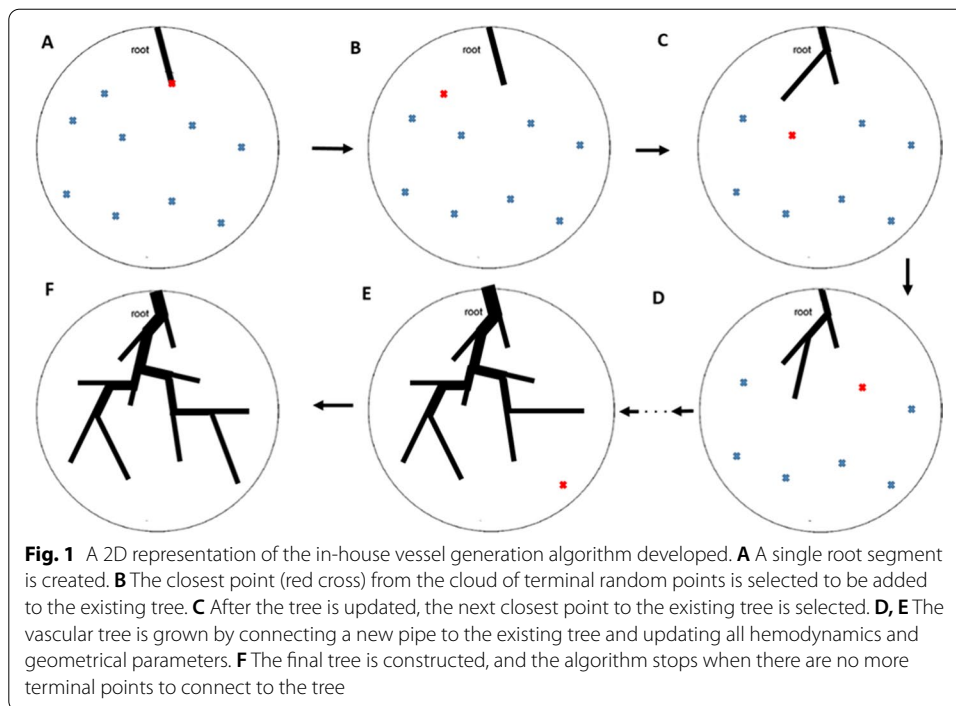 A
root
B
root
C
root
F
root
E
root
D
root
Fig. 1 A 2D representation of the in-house vessel generation algorithm developed. A A single root segment
is created. B The closest point (red cross) from the cloud of terminal random points is selected to be added
to the existing tree. C After the tree is updated, the next closest point to the existing tree is selected. D, E The
vascular tree is grown by connecting a new pipe to the existing tree and updating all hemodynamics and
geometrical parameters. F The final tree is constructed, and the algorithm stops when there are no more
terminal points to connect to the tree